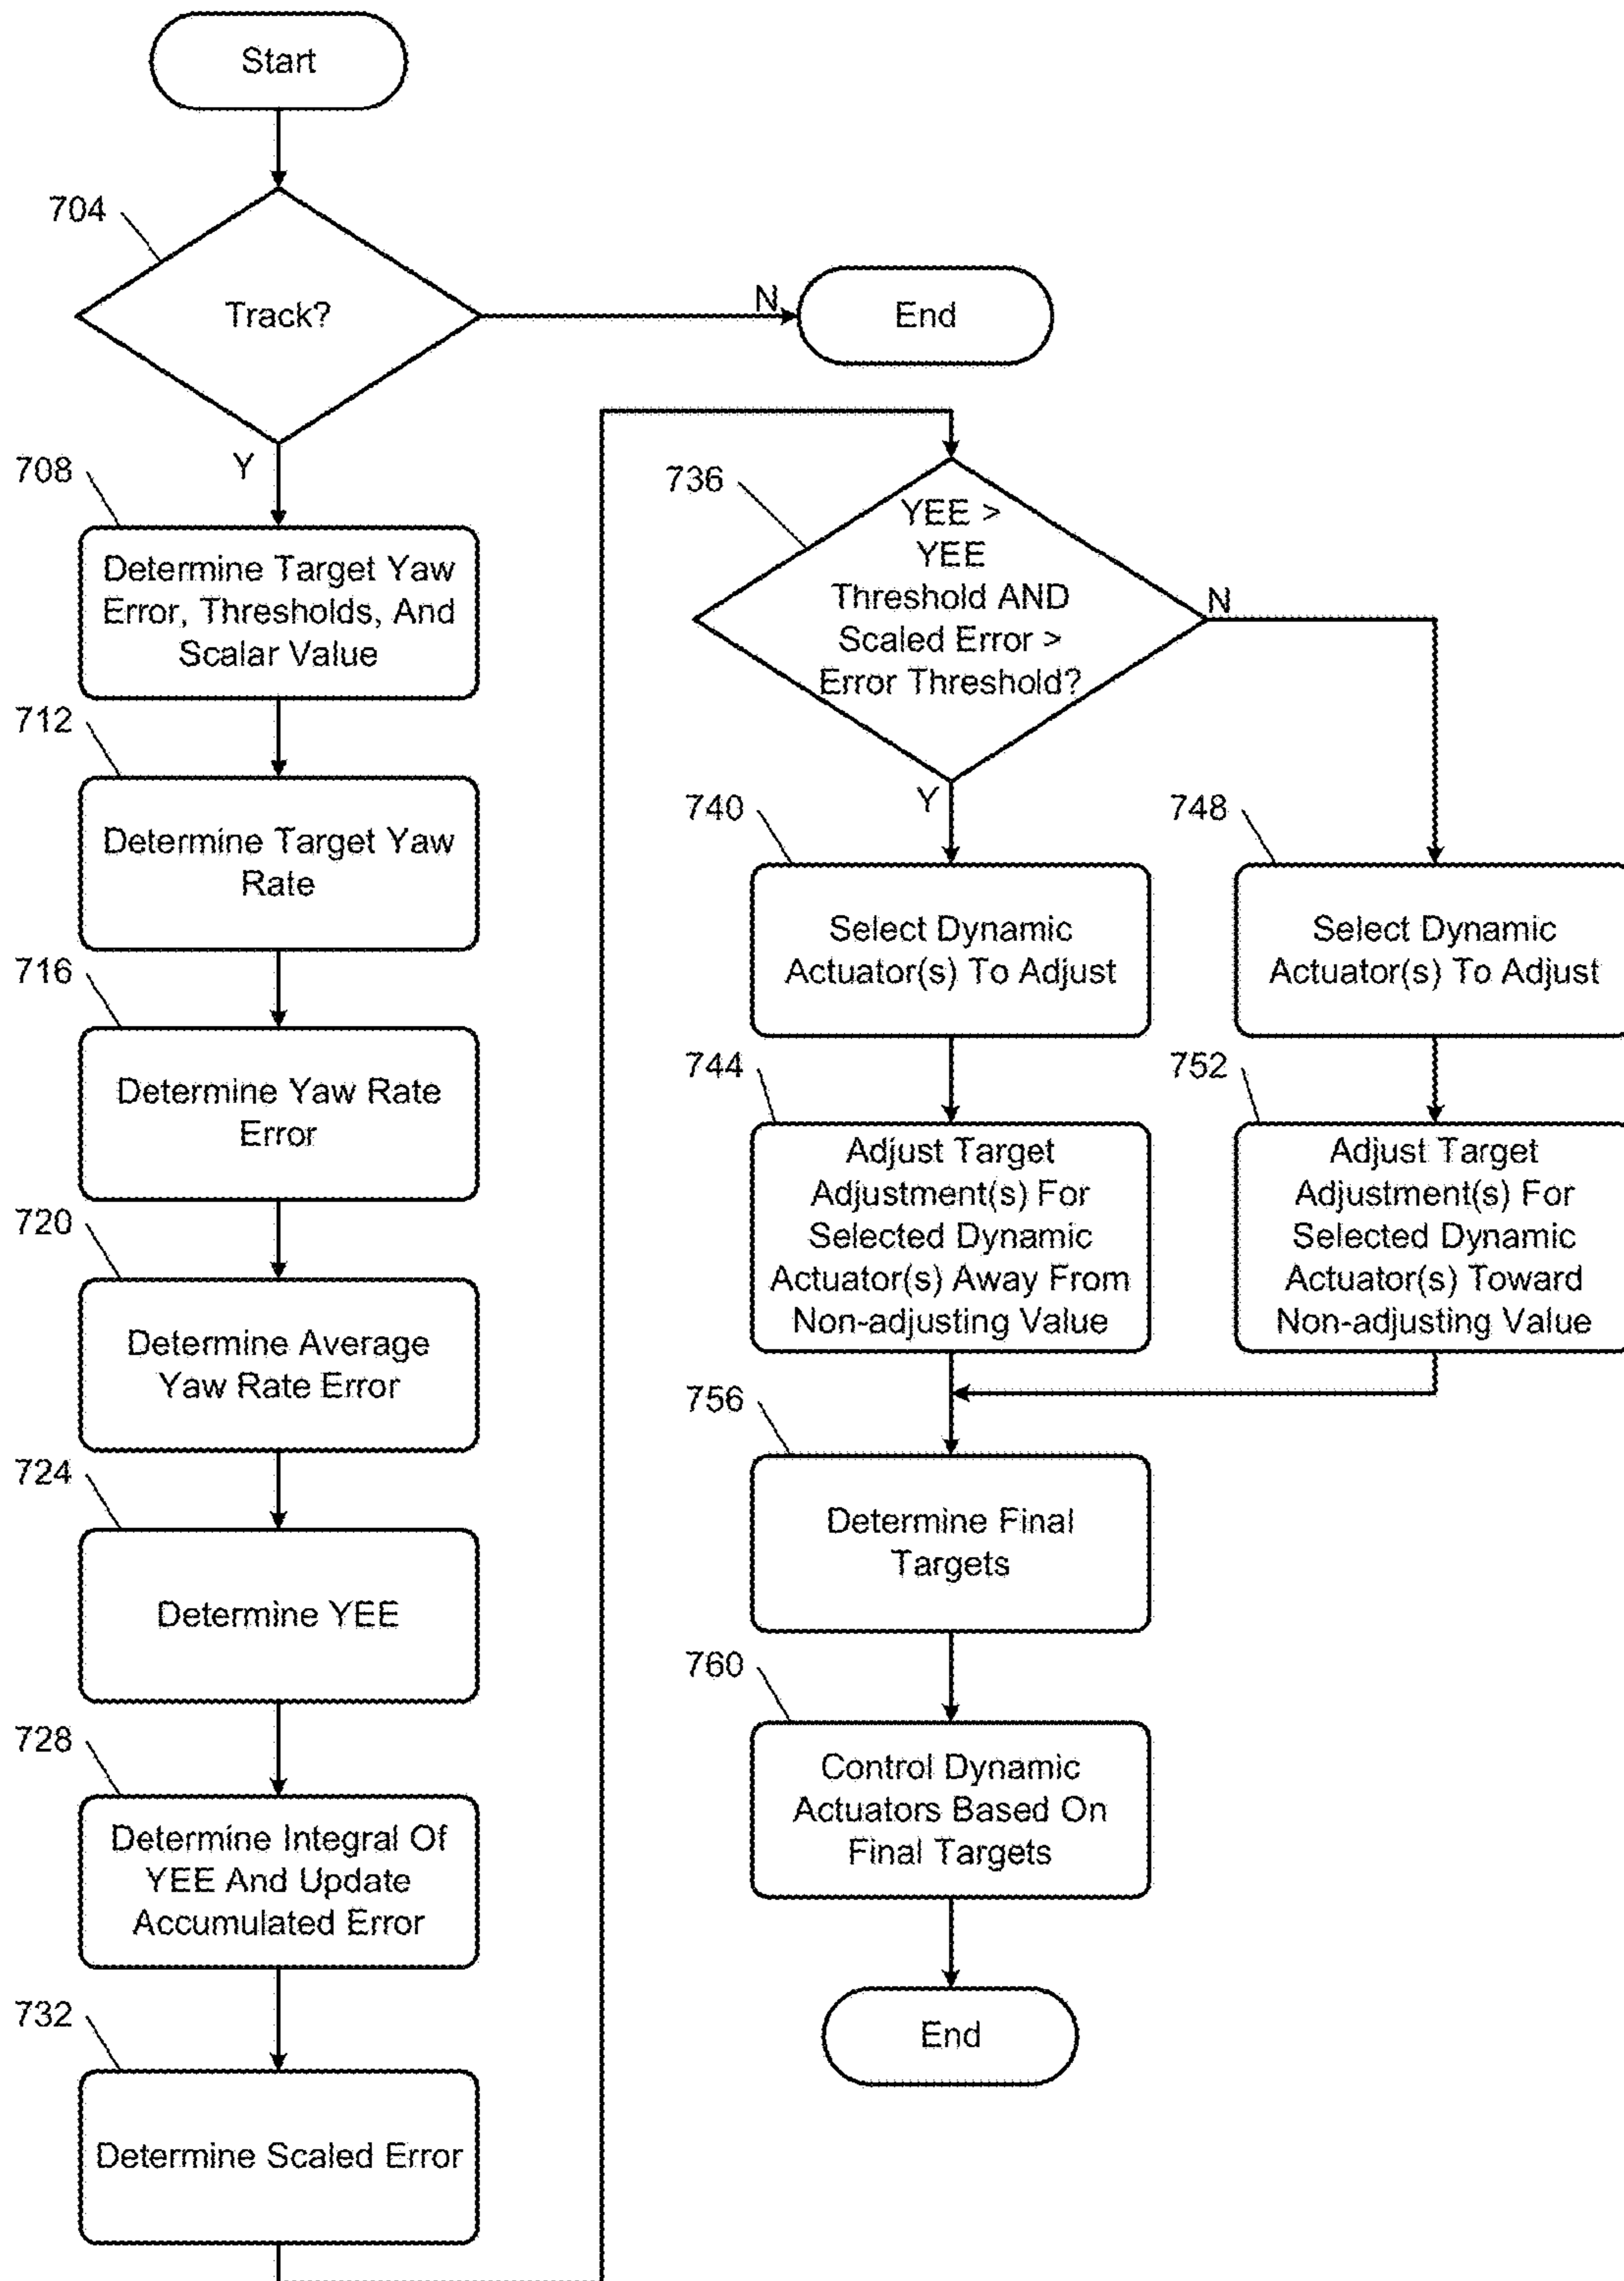 Start
704
Track?
N
End
Y
708
Determine Target Yaw
Error, Thresholds, And
Scalar Value
712
Determine Target Yaw
Rate
716
Determine Yaw Rate
Error
720
Determine Average
Yaw Rate Error
724
Determine YEE
728
Determine Integral Of
YEE And Update
Accumulated Error
732
Determine Scaled Error
736
YEE >
YEE
Threshold AND
Scaled Error >
Error Threshold?
N
Y
740
Select Dynamic
Actuator(s) To Adjust
748
Select Dynamic
Actuator(s) To Adjust
744
Adjust Target
Adjustment(s) For
Selected Dynamic
Actuator(s) Away From
Non-adjusting Value
752
Adjust Target
Adjustment(s) For
Selected Dynamic
Actuator(s) Toward
Non-adjusting Value
756
Determine Final
Targets
760
Control Dynamic
Actuators Based On
Final Targets
End